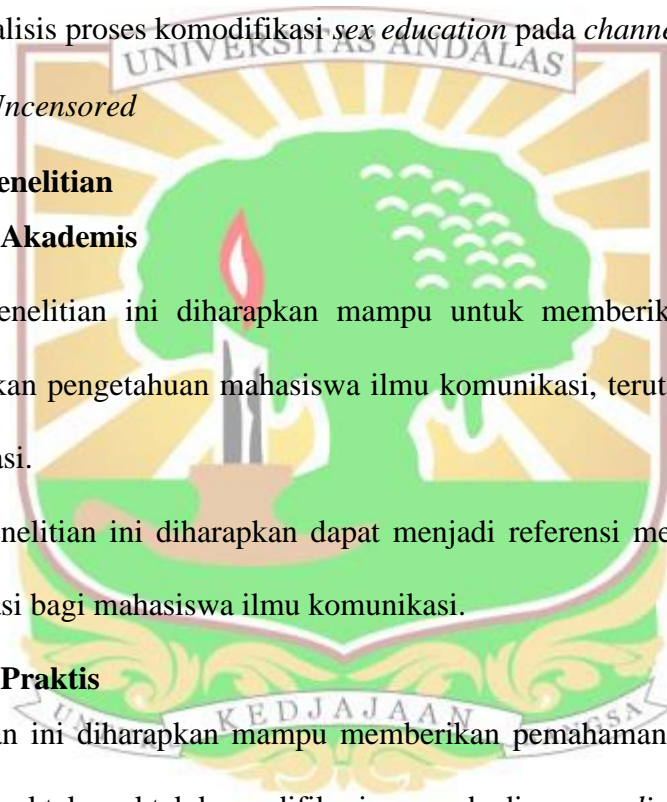 alisis proses komodifikasi sex education pada channe
UNIVERSITAS ANDALAS
Uncensored
enelitian
Akademis
enelitian ini diharapkan mampu untuk memberik
kan pengetahuan mahasiswa ilmu komunikasi, terut
asi.
enelitian ini diharapkan dapat menjadi referensi me
asi bagi mahasiswa ilmu komunikasi.
Praktis
KEDJAJAAN
an ini diharapkan mampu memberikan pemahaman